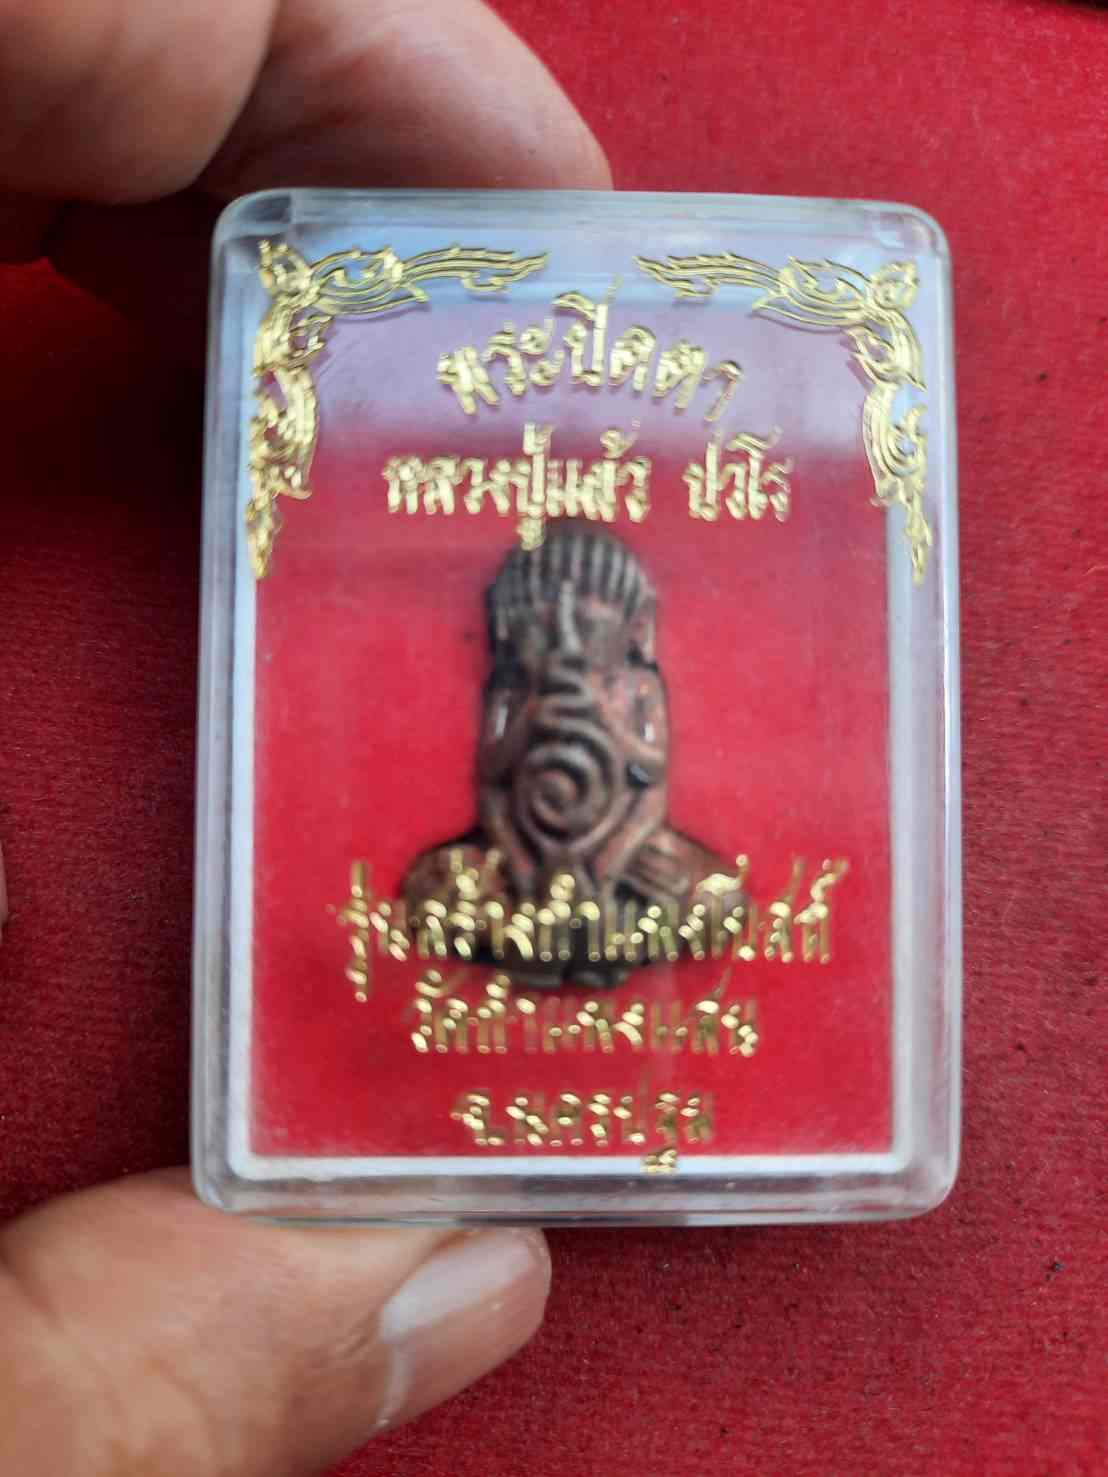 พระปิดตา
หลวงปู่แผ้ว ปวโร
รุ่นสร้างกำแพงโบสถ์
วัดกำแพงแสน
จ.นครปฐม